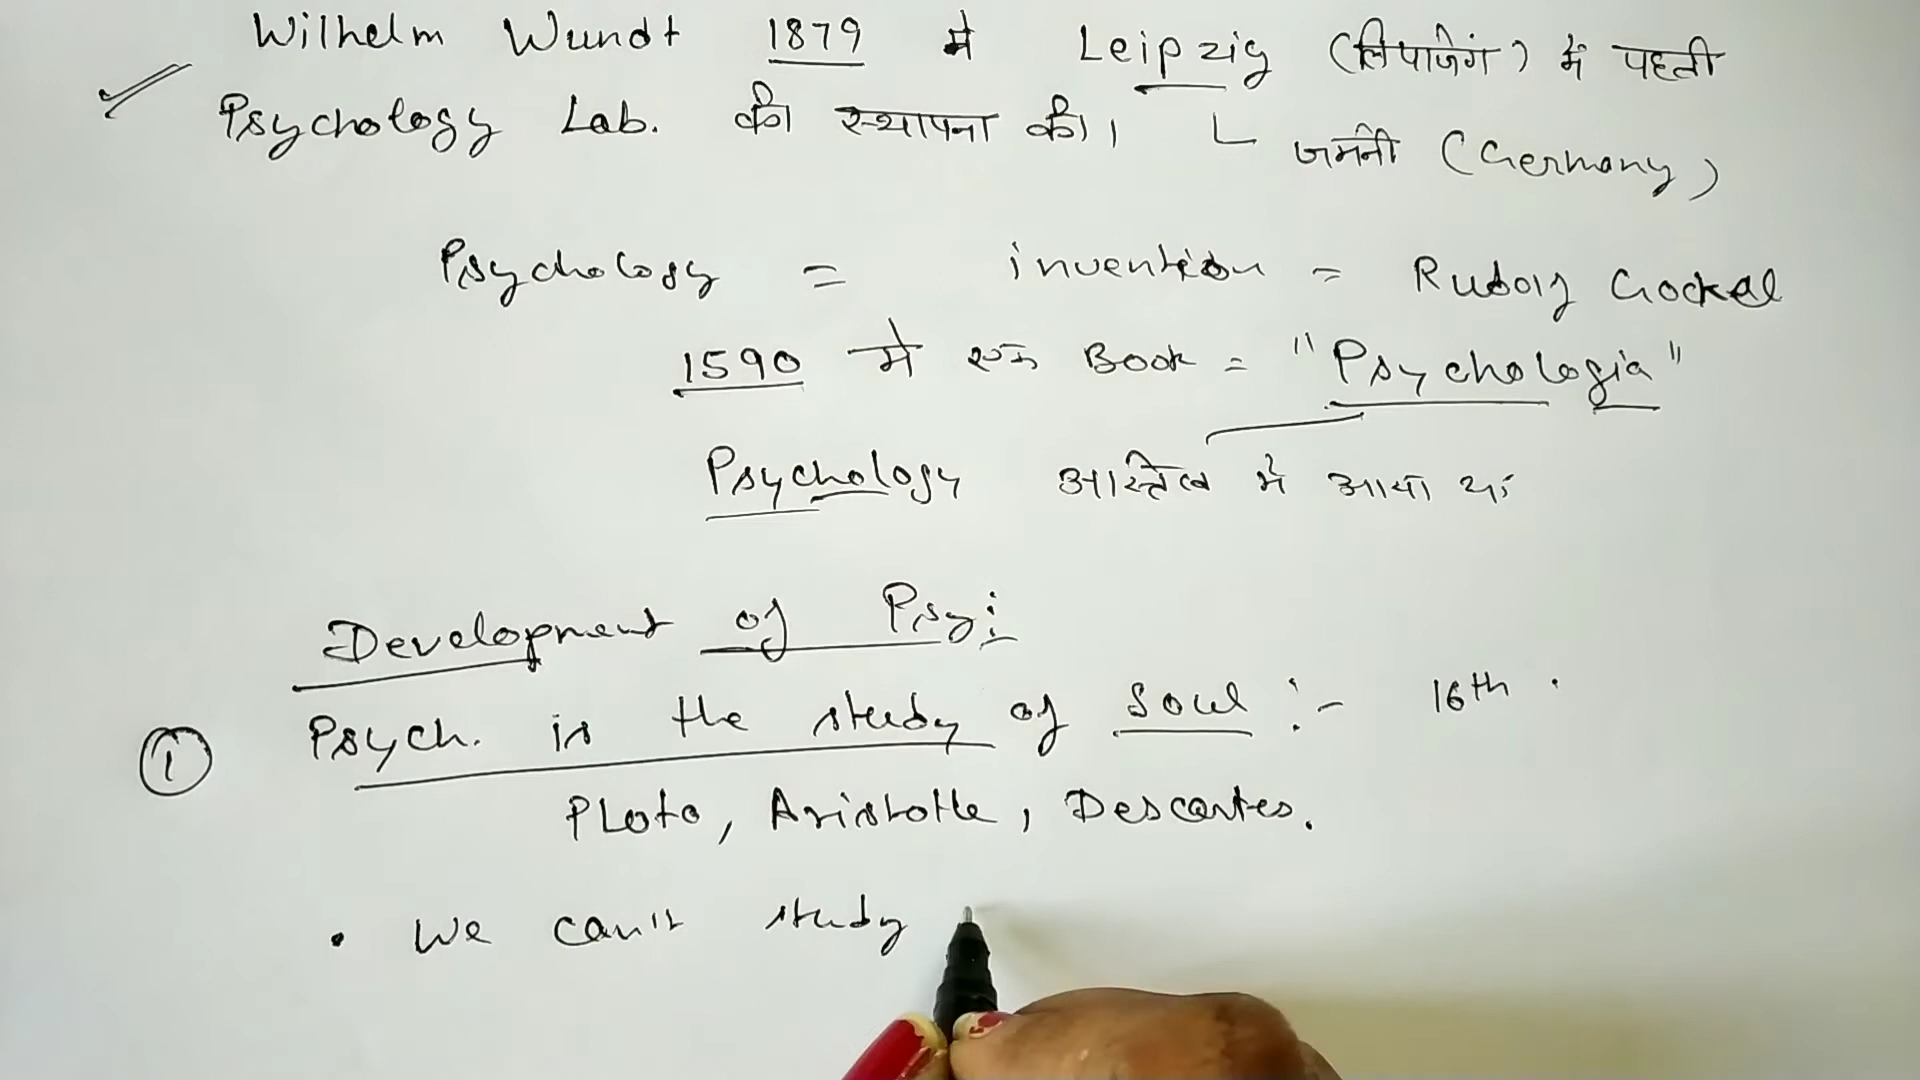 Wilhelm Wundt 1879 में Leipzig (लिपजिग) में पहली
Psychology Lab. की स्थापना की। जर्मनी (Germany)
Psychology = invention = Rudolf Gockel
1590 में एक Book = "Psychologia"
Psychology अस्तित्व में आया था
Development of Psy:
① Psych. is the study of Soul :- 16th .
Plato, Aristotle, Descartes.
• We can't study